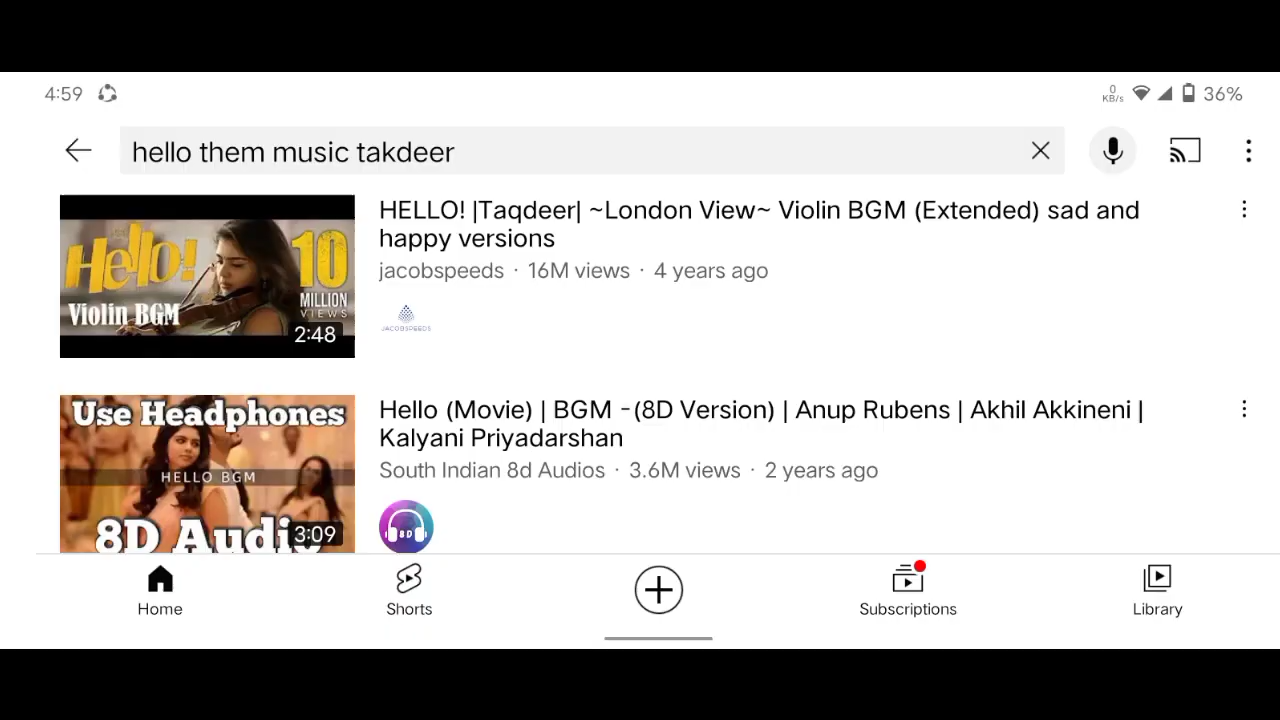 4:59
0 KB/s 36%
hello them music takdeer
HELLO! |Taqdeer| ~London View~ Violin BGM (Extended) sad and
happy versions
jacobspeeds · 16M views · 4 years ago
JACOBSPEEDS
Hello!
10
MILLION
VIEWS
Violin BGM
2:48
Hello (Movie) | BGM -(8D Version) | Anup Rubens | Akhil Akkineni |
Kalyani Priyadarshan
South Indian 8d Audios · 3.6M views · 2 years ago
8D
Use Headphones
HELLO BGM
8D Audio
3:09
Home
Shorts
Subscriptions
Library